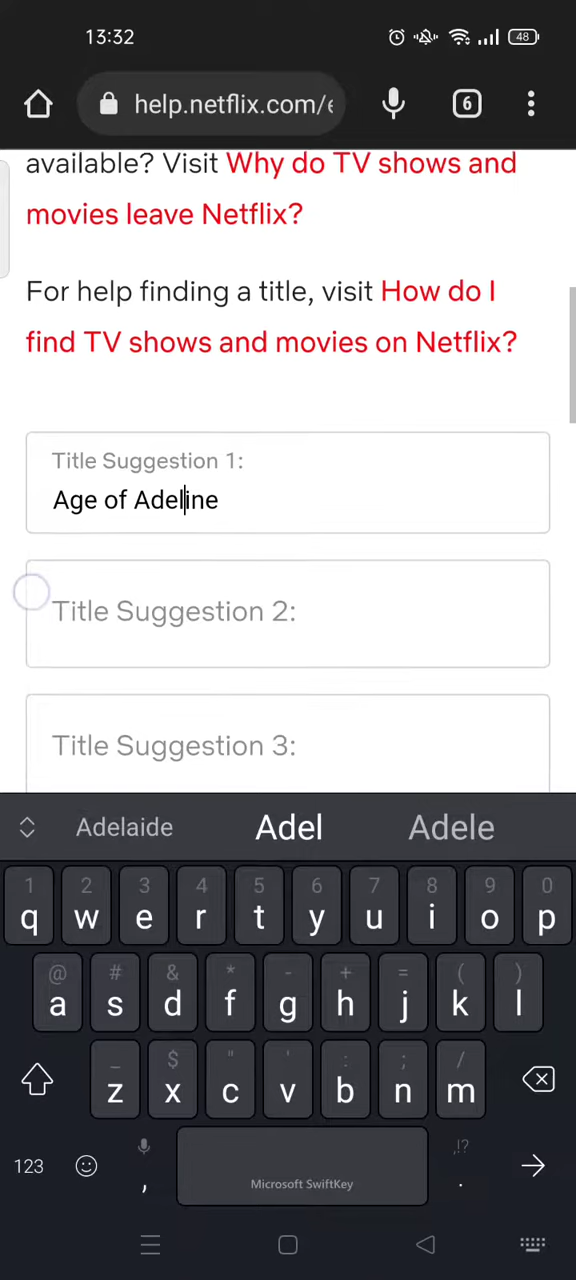 13:32
48
help.netflix.com/e
6
available? Visit Why do TV shows and
movies leave Netflix?
For help finding a title, visit How do I
find TV shows and movies on Netflix?
Title Suggestion 1:
Age of Adeline
Title Suggestion 2:
Title Suggestion 3:
Adelaide Adel Adele
1 2 3 4 5 6 7 8 9 0
q w e r t y u i o p
@ # & * - + = ( )
a s d f g h j k l
_ $ " ' : ; /
z x c v b n m
,!?
123 , .
Microsoft SwiftKey